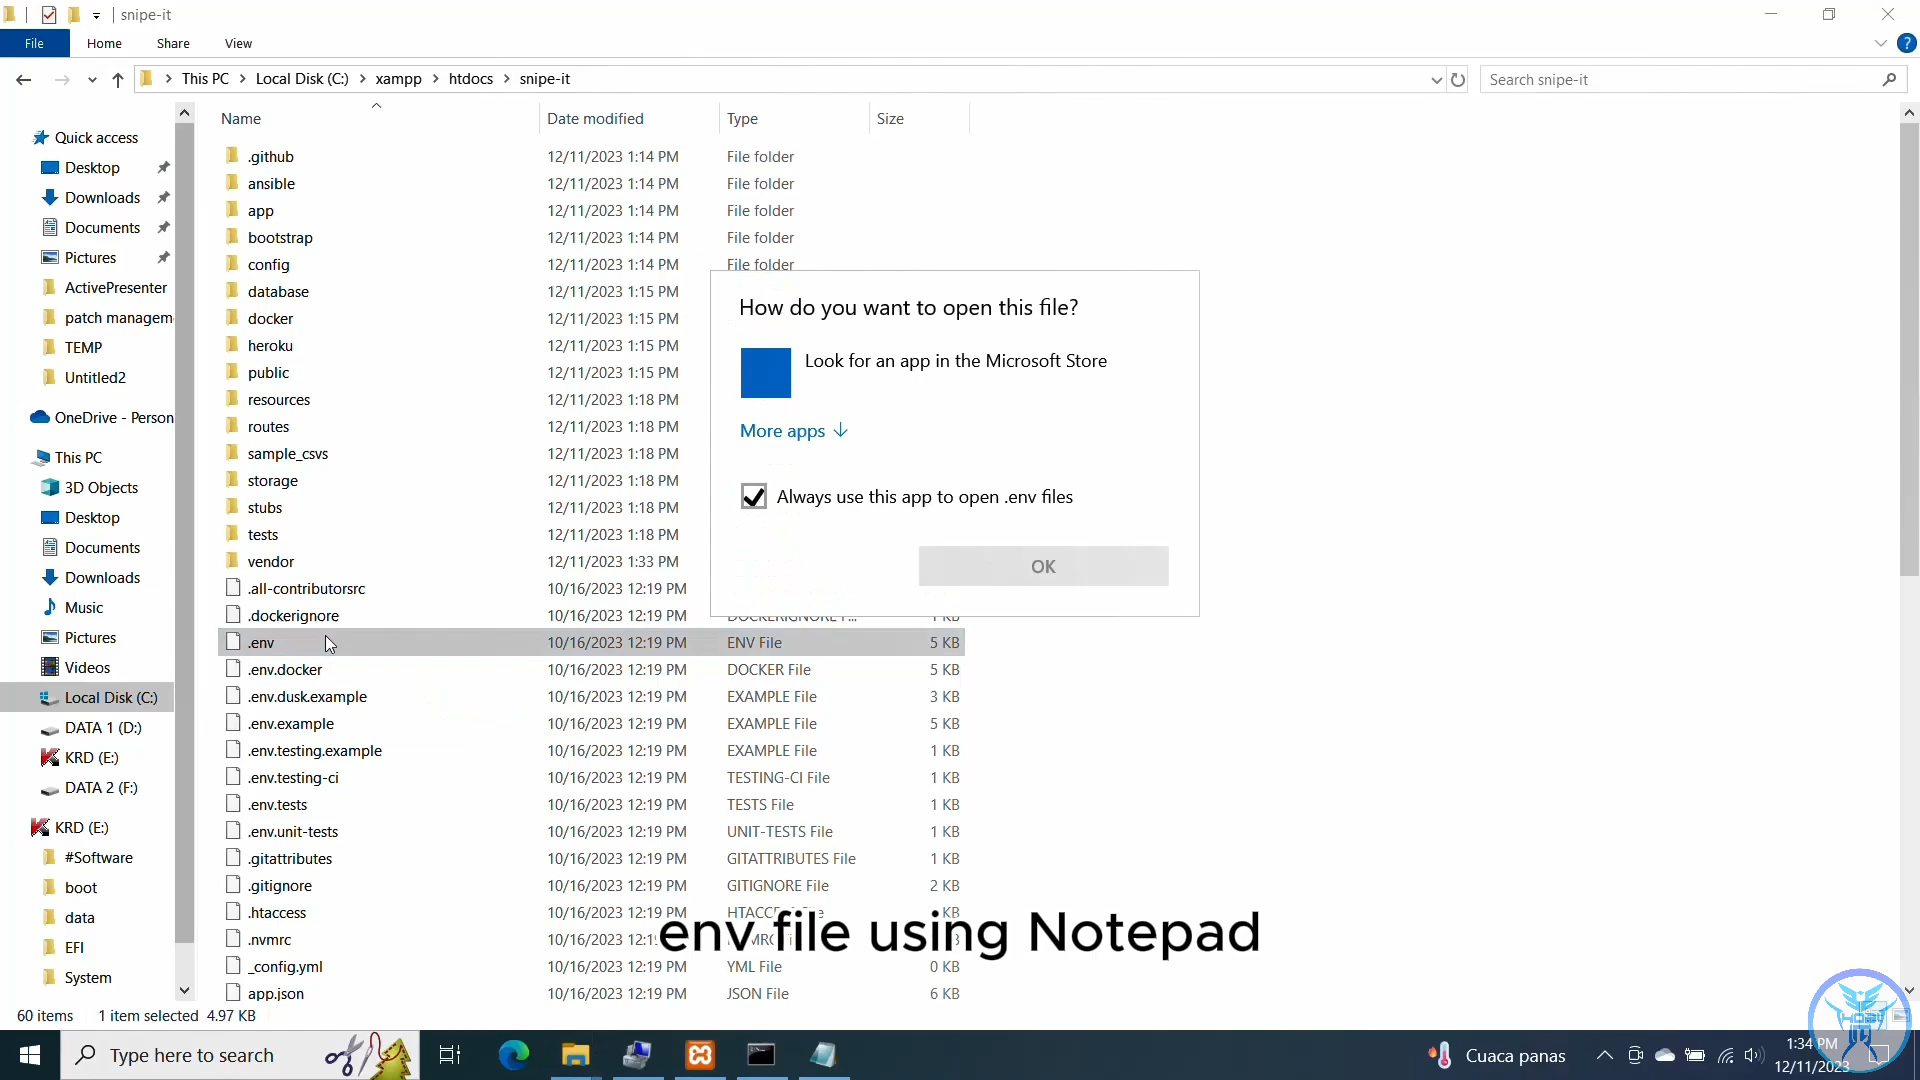 snipe-it
File
Home
Share
View
This PC
Local Disk (C:)
xampp
htdocs
snipe-it
Search snipe-it
Quick access
Desktop
Downloads
Documents
Pictures
ActivePresenter
patch managem
TEMP
Untitled2
OneDrive - Person
This PC
3D Objects
Desktop
Documents
Downloads
Music
Pictures
Videos
Local Disk (C:)
DATA 1 (D:)
KRD (E:)
DATA 2 (F:)
KRD (E:)
#Software
boot
data
EFI
System
Name Date modified Type Size
.github 12/11/2023 1:14 PM File folder
ansible 12/11/2023 1:14 PM File folder
app 12/11/2023 1:14 PM File folder
bootstrap 12/11/2023 1:14 PM File folder
config 12/11/2023 1:14 PM File folder
database 12/11/2023 1:15 PM
docker 12/11/2023 1:15 PM
heroku 12/11/2023 1:15 PM
public 12/11/2023 1:15 PM
resources 12/11/2023 1:18 PM
routes 12/11/2023 1:18 PM
sample_csvs 12/11/2023 1:18 PM
storage 12/11/2023 1:18 PM
stubs 12/11/2023 1:18 PM
tests 12/11/2023 1:18 PM
vendor 12/11/2023 1:33 PM
.all-contributorsrc 10/16/2023 12:19 PM
.dockerignore 10/16/2023 12:19 PM DOCKERIGNORE F... 1 KB
.env 10/16/2023 12:19 PM ENV File 5 KB
.env.docker 10/16/2023 12:19 PM DOCKER File 5 KB
.env.dusk.example 10/16/2023 12:19 PM EXAMPLE File 3 KB
.env.example 10/16/2023 12:19 PM EXAMPLE File 5 KB
.env.testing.example 10/16/2023 12:19 PM EXAMPLE File 1 KB
.env.testing-ci 10/16/2023 12:19 PM TESTING-CI File 1 KB
.env.tests 10/16/2023 12:19 PM TESTS File 1 KB
.env.unit-tests 10/16/2023 12:19 PM UNIT-TESTS File 1 KB
.gitattributes 10/16/2023 12:19 PM GITATTRIBUTES File 1 KB
.gitignore 10/16/2023 12:19 PM GITIGNORE File 2 KB
.htaccess 10/16/2023 12:19 PM KB
.nvmrc
_config.yml 10/16/2023 12:19 PM YML File 0 KB
app.json 10/16/2023 12:19 PM JSON File 6 KB
How do you want to open this file?
Look for an app in the Microsoft Store
More apps
Always use this app to open .env files
OK
env file using Notepad
60 items 1 item selected 4.97 KB
Type here to search
Cuaca panas
1:34 PM
12/11/2023